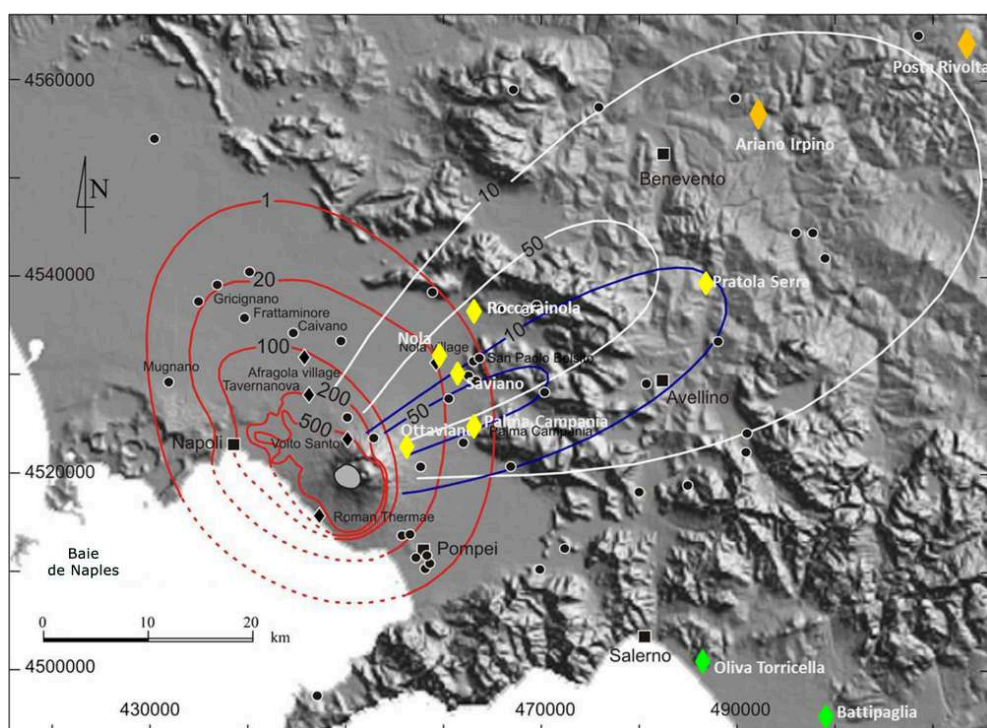 4560000
Posta Rivolta
Ariano Irpino
Benevento
N
10
1
50
4540000
Pratola Serra
20
Gricignano
Frattaminore
Caivano
Roccarainola
10
Nola
Nola village
100
San Paolo Belsito
Mugnano
Afragola village
Tavernanova
200
Saviano
50
Avellino
500
Ottaviano
Palma Campania
Palma Campania
Napoli
Volto Santo
4520000
Roman Thermae
Pompei
Baie
de Naples
0 10 20
km
Salerno
4500000
Oliva Torricella
Battipaglia
430000 470000 490000